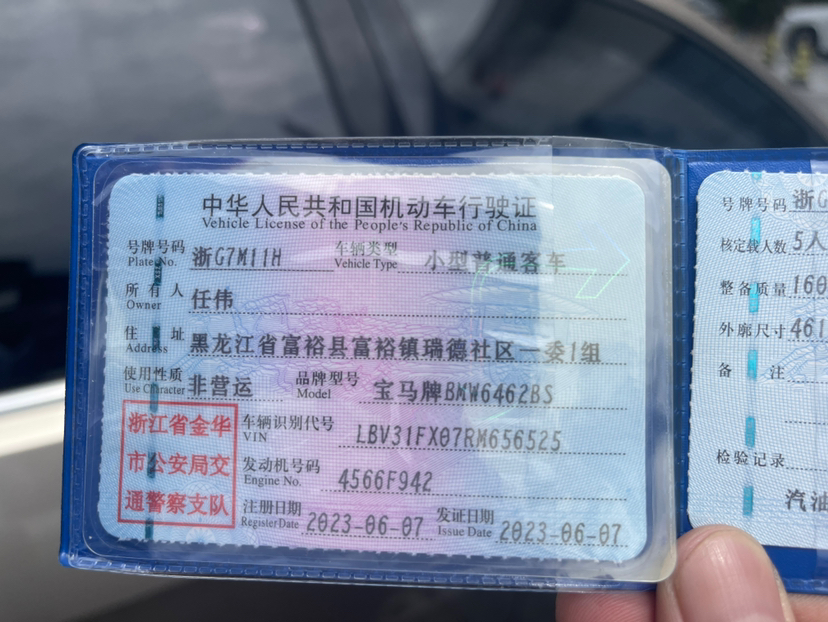 中华人民共和国机动车行驶证
Vehicle License of the People's Republic of China
号牌号码 浙G7M11H 车辆类型 小型普通客车
Plate No. Vehicle Type
所有人 任伟
Owner
住址 黑龙江省富裕县富裕镇瑞德社区一委1组
Address
使用性质 非营运 品牌型号 宝马牌BMW6462BS
Use Character Model
浙江省金华
市公安局交
通警察支队
车辆识别代号 LBV31FX07RM656525
VIN
发动机号码 4566F942
Engine No.
注册日期 2023-06-07 发证日期 2023-06-07
Register Date Issue Date
号牌号码 浙G
核定载人数 5人
整备质量 160
外廓尺寸 461
备注
检验记录
汽油